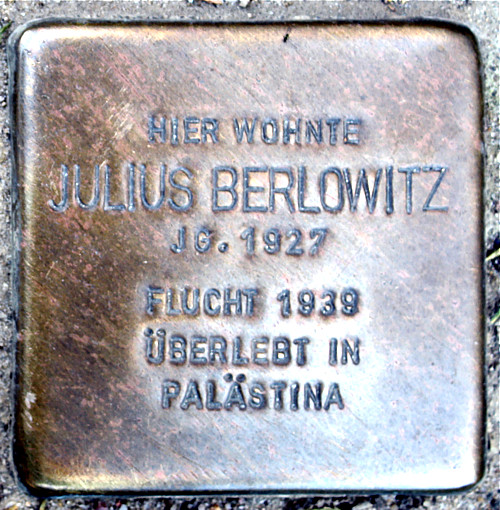 HIER WOHNTE
JULIUS BERLOWITZ
JG. 1927
FLUCHT 1939
ÜBERLEBT IN
PALÄSTINA